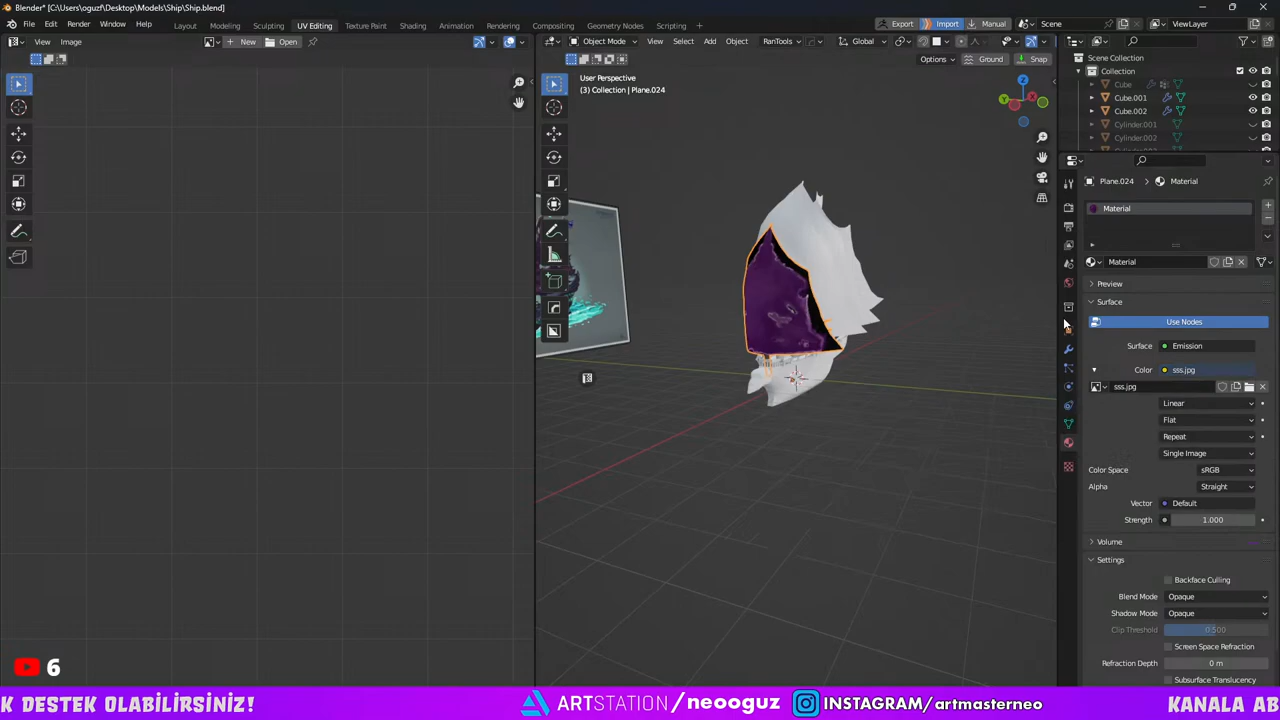 Blender* [C:\Users\oguzf\Desktop\Models\Ship\Ship.blend]
File Edit Render Window Help Layout Modeling Sculpting UV Editing Texture Paint Shading Animation Rendering Compositing Geometry Nodes Scripting Export Import Manual Scene ViewLayer
View Image New Open Object Mode View Select Add Object RanTools Global
Options Ground Snap
Scene Collection
Collection
Cube
Cube.001
Cube.002
Cylinder.001
Cylinder.002
User Perspective
(3) Collection | Plane.024
Plane.024 Material
Material
Material
Preview
Surface
Use Nodes
Surface Emission
Color sss.jpg
sss.jpg
Linear
Flat
Repeat
Single Image
Color Space sRGB
Alpha Straight
Vector Default
Strength 1.000
Volume
Settings
Backface Culling
Blend Mode Opaque
Shadow Mode Opaque
Clip Threshold 0.500
Screen Space Refraction
Refraction Depth 0 m
Subsurface Translucency
6
K DESTEK OLABİLİRSİNİZ! ARTSTATION/neooguz INSTAGRAM/artmasterneo KANALA AB